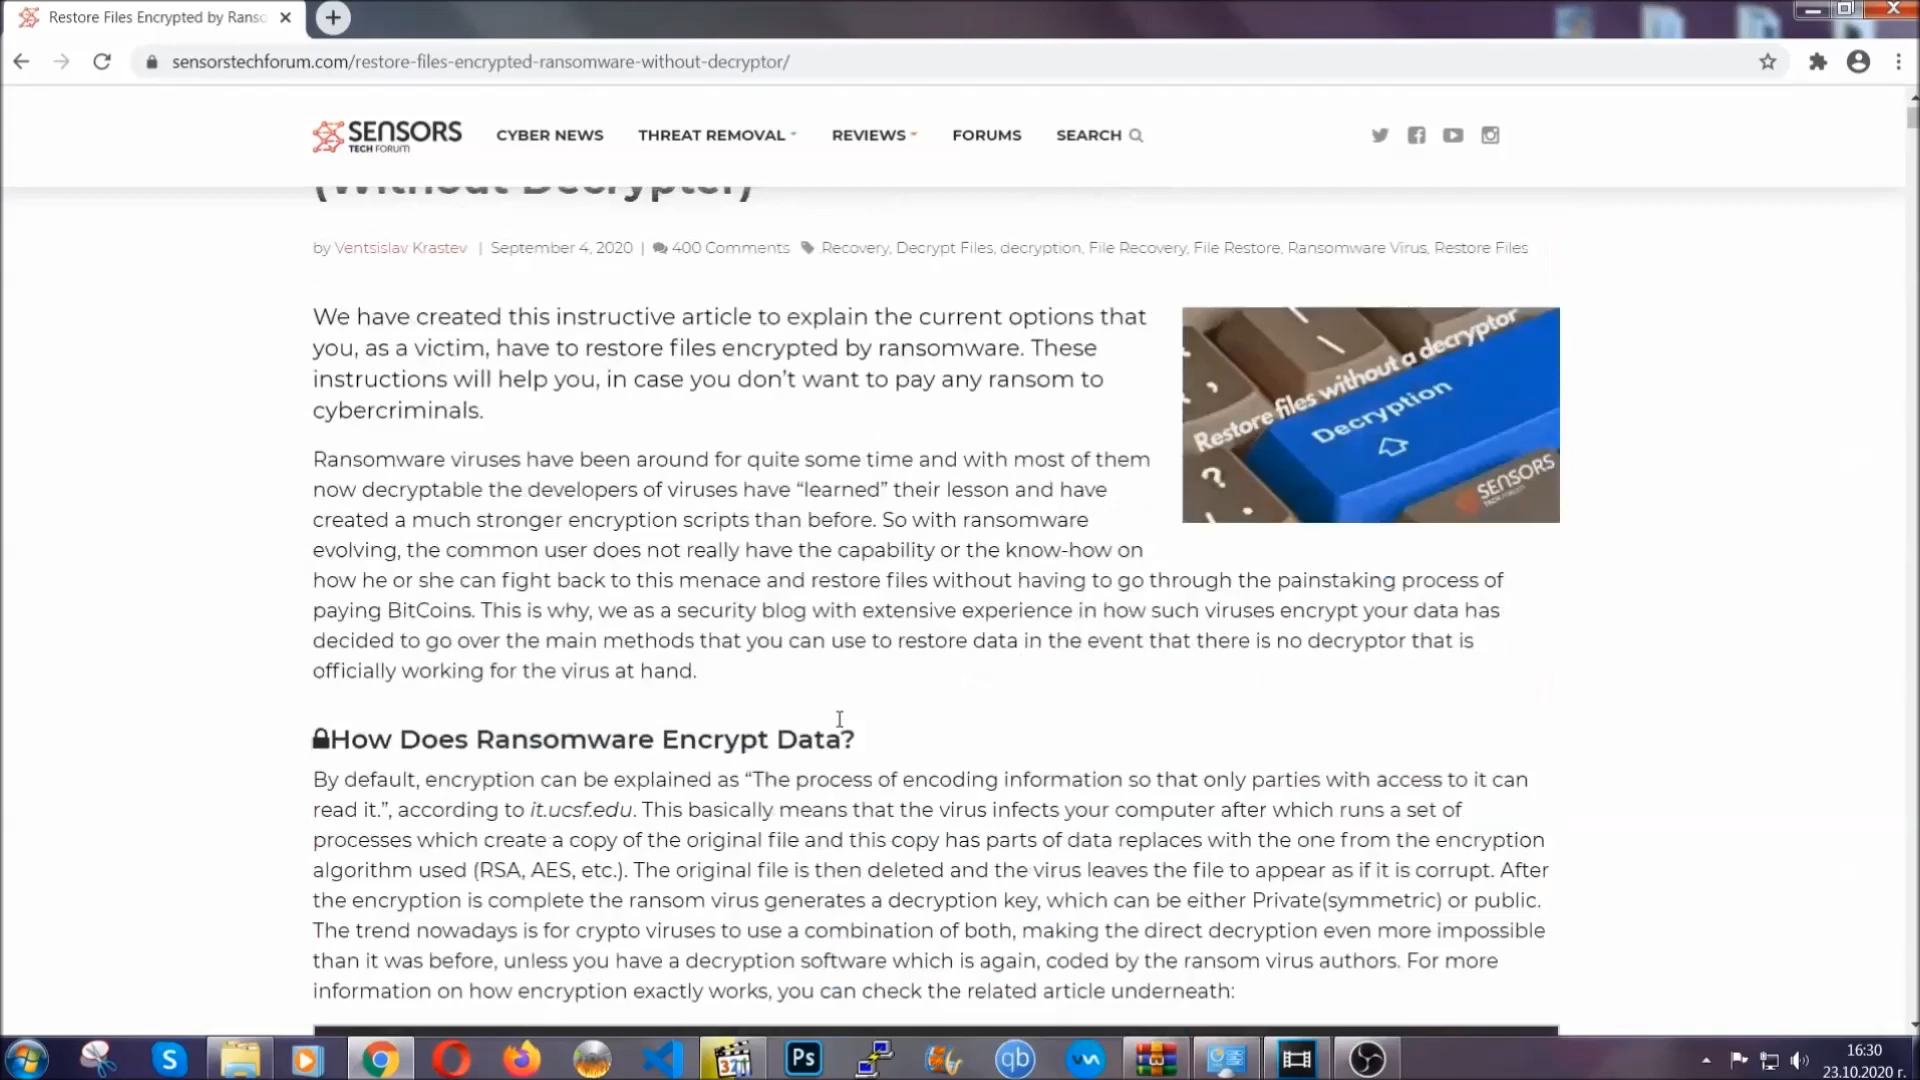 Restore Files Encrypted by Ranso
sensorstechforum.com/restore-files-encrypted-ransomware-without-decryptor/
SENSORS
TECH FORUM
CYBER NEWS
THREAT REMOVAL
REVIEWS
FORUMS
SEARCH
(Without Decrypter)
by Ventsislav Krastev | September 4, 2020 | 400 Comments Recovery, Decrypt Files, decryption, File Recovery, File Restore, Ransomware Virus, Restore Files
We have created this instructive article to explain the current options that
you, as a victim, have to restore files encrypted by ransomware. These
instructions will help you, in case you don’t want to pay any ransom to
cybercriminals.
Restore files without a decryptor
Decryption
?
SENSORS
Ransomware viruses have been around for quite some time and with most of them
now decryptable the developers of viruses have “learned” their lesson and have
created a much stronger encryption scripts than before. So with ransomware
evolving, the common user does not really have the capability or the know-how on
how he or she can fight back to this menace and restore files without having to go through the painstaking process of
paying BitCoins. This is why, we as a security blog with extensive experience in how such viruses encrypt your data has
decided to go over the main methods that you can use to restore data in the event that there is no decryptor that is
officially working for the virus at hand.
How Does Ransomware Encrypt Data?
By default, encryption can be explained as “The process of encoding information so that only parties with access to it can
read it.”, according to it.ucsf.edu. This basically means that the virus infects your computer after which runs a set of
processes which create a copy of the original file and this copy has parts of data replaces with the one from the encryption
algorithm used (RSA, AES, etc.). The original file is then deleted and the virus leaves the file to appear as if it is corrupt. After
the encryption is complete the ransom virus generates a decryption key, which can be either Private(symmetric) or public.
The trend nowadays is for crypto viruses to use a combination of both, making the direct decryption even more impossible
than it was before, unless you have a decryption software which is again, coded by the ransom virus authors. For more
information on how encryption exactly works, you can check the related article underneath:
S
321
Ps
qb
16:30
23.10.2020 г.